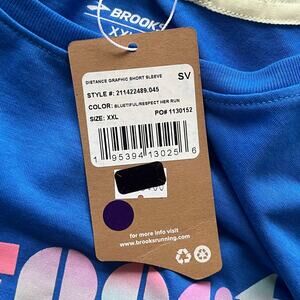 BROOKS
XXL
DISTANCE GRAPHIC SHORT SLEEVE
SV
STYLE #: 211422489.045
COLOR: BLUETIFUL/RESPECT HER RUN
SIZE: XXL
PO# 1130152
1 95394 13025 6
for more info visit
www.brooksrunning.com